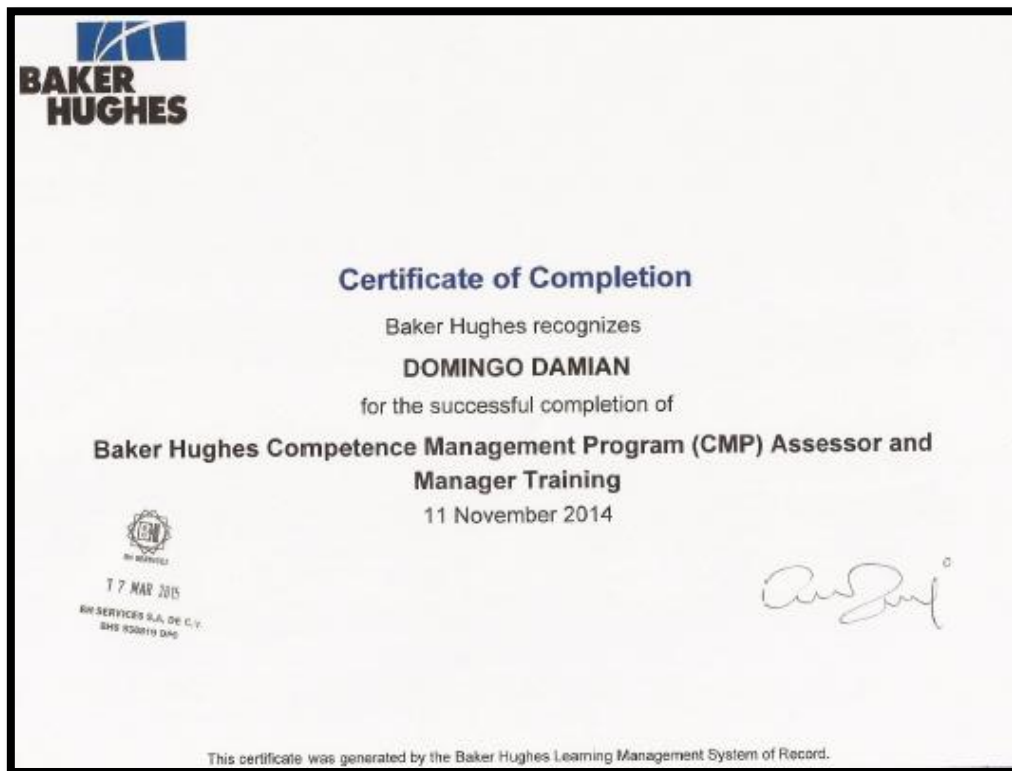 BAKER
HUGHES
Certificate of Completion
Baker Hughes recognizes
DOMINGO DAMIAN
for the successful completion of
Baker Hughes Competence Management Program (CMP) Assessor and
Manager Training
11 November 2014
BH SERVICES
17 MAR 2015
BH SERVICES S.A. DE C.V.
This certificate was generated by the Baker Hughes Learning Management System of Record.